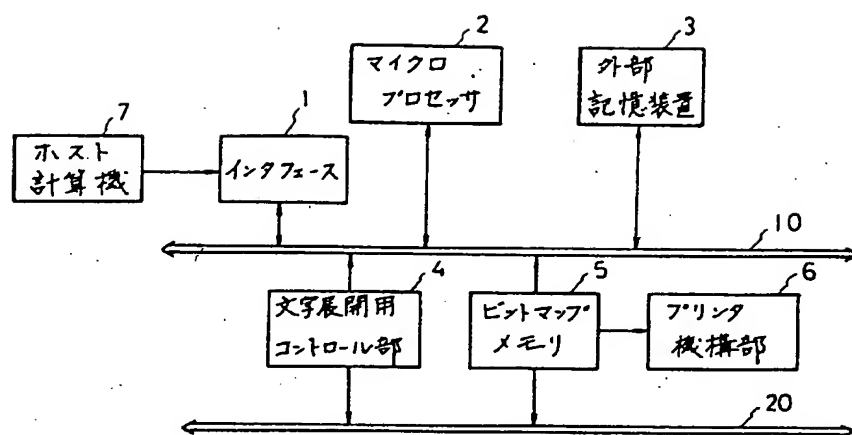 2
3
マイクロ
プロセッサ
外部
記憶装置
7
1
ホスト
計算機
インタフェース
10
4
5
6
文字展開用
コントロール部
ビットマップ
メモリ
プリンタ
機構部
20